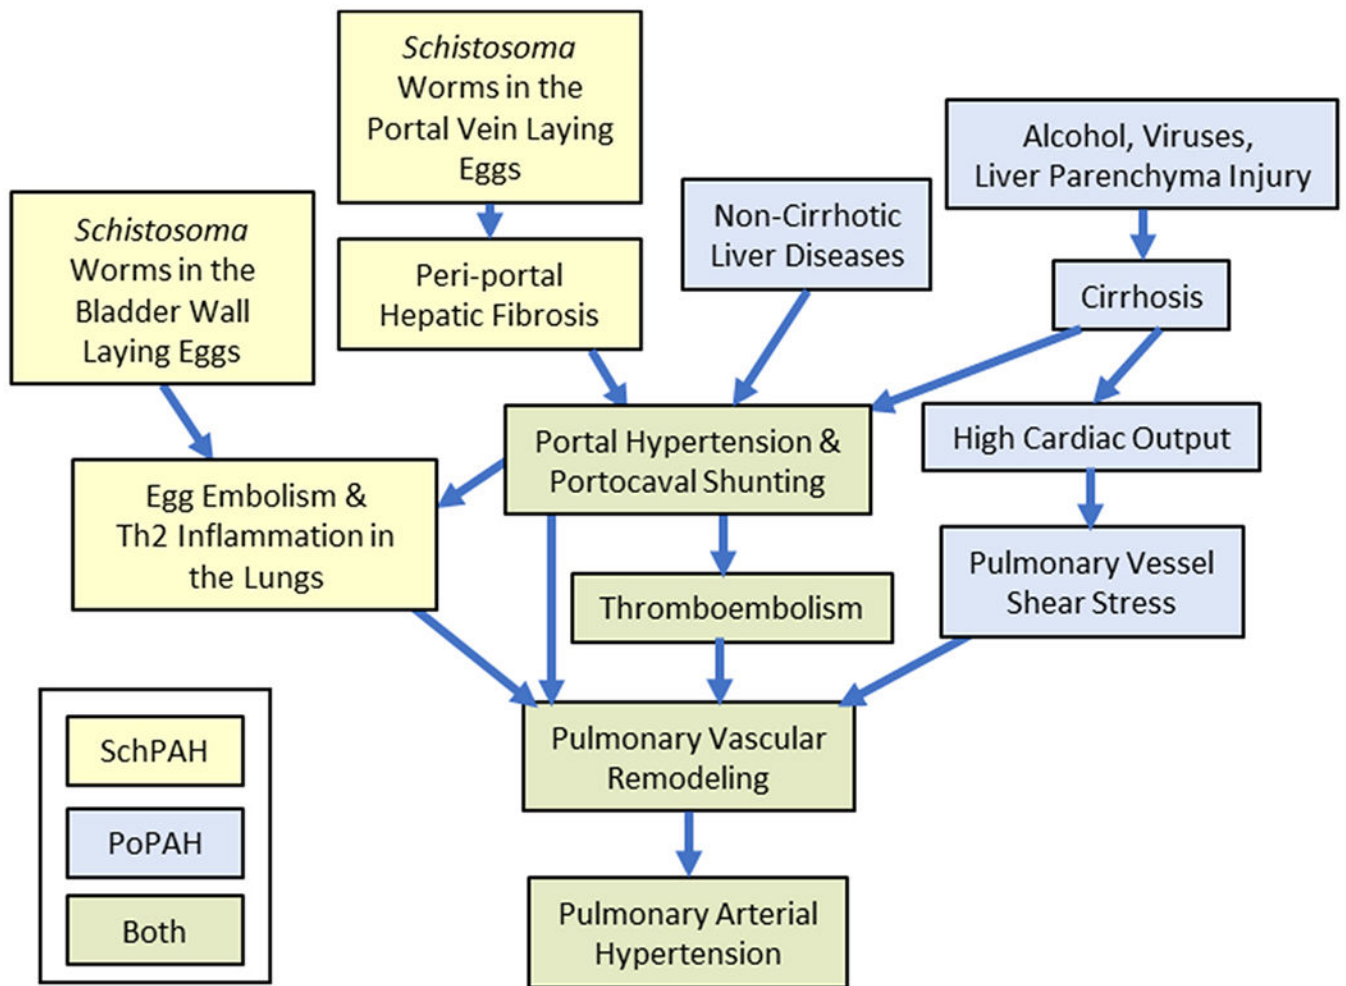 Schistosoma
Worms in the
Portal Vein Laying
Eggs
Alcohol, Viruses,
Liver Parenchyma Injury
Schistosoma
Worms in the
Bladder Wall
Laying Eggs
Non-Cirrhotic
Liver Diseases
Peri-portal
Hepatic Fibrosis
Cirrhosis
Portal Hypertension &
Portocaval Shunting
High Cardiac Output
Egg Embolism &
Th2 Inflammation in
the Lungs
Thromboembolism
Pulmonary Vessel
Shear Stress
Pulmonary Vascular
Remodeling
Pulmonary Arterial
Hypertension
SchPAH
PoPAH
Both